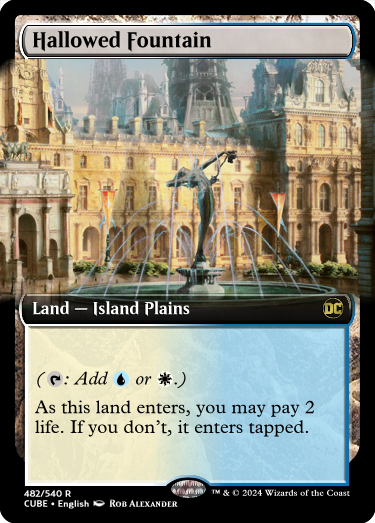 Hallowed Fountain
Land — Island Plains
DC
( : Add or .)
As this land enters, you may pay 2
life. If you don't, it enters tapped.
482/540 R
CUBE • English Rob Alexander
™ & © 2024 Wizards of the Coast